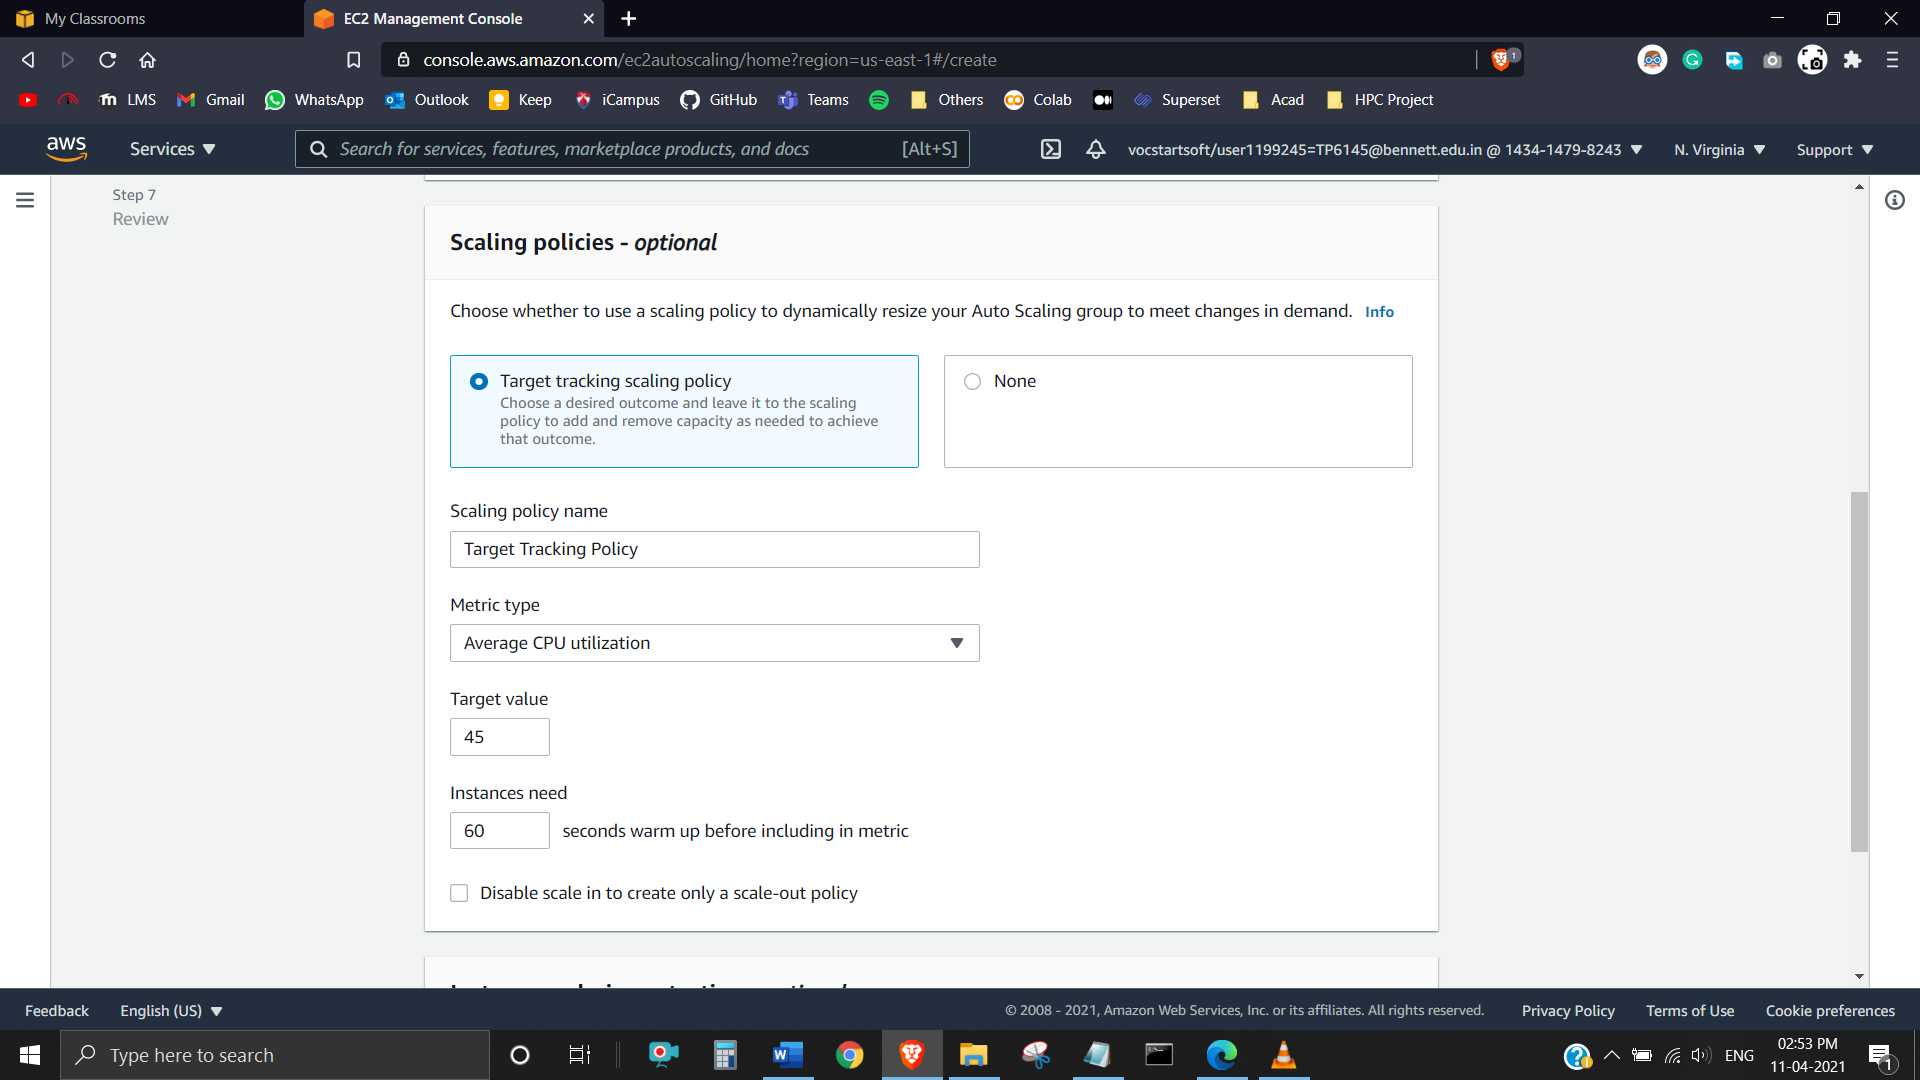 My Classrooms
EC2 Management Console
console.aws.amazon.com/ec2autoscaling/home?region=us-east-1#/create
1
LMS
Gmail
WhatsApp
Outlook
Keep
iCampus
GitHub
Teams
Others
Colab
Superset
Acad
HPC Project
aws
Services
Search for services, features, marketplace products, and docs
[Alt+S]
vocstartsoft/user1199245=TP6145@bennett.edu.in @ 1434-1479-8243
N. Virginia
Support
Step 7
Review
Scaling policies - optional
Choose whether to use a scaling policy to dynamically resize your Auto Scaling group to meet changes in demand. Info
Target tracking scaling policy
Choose a desired outcome and leave it to the scaling
policy to add and remove capacity as needed to achieve
that outcome.
None
Scaling policy name
Target Tracking Policy
Metric type
Average CPU utilization
Target value
45
Instances need
60 seconds warm up before including in metric
Disable scale in to create only a scale-out policy
Feedback
English (US)
© 2008 - 2021, Amazon Web Services, Inc. or its affiliates. All rights reserved.
Privacy Policy
Terms of Use
Cookie preferences
Type here to search
ENG
02:53 PM
11-04-2021
1